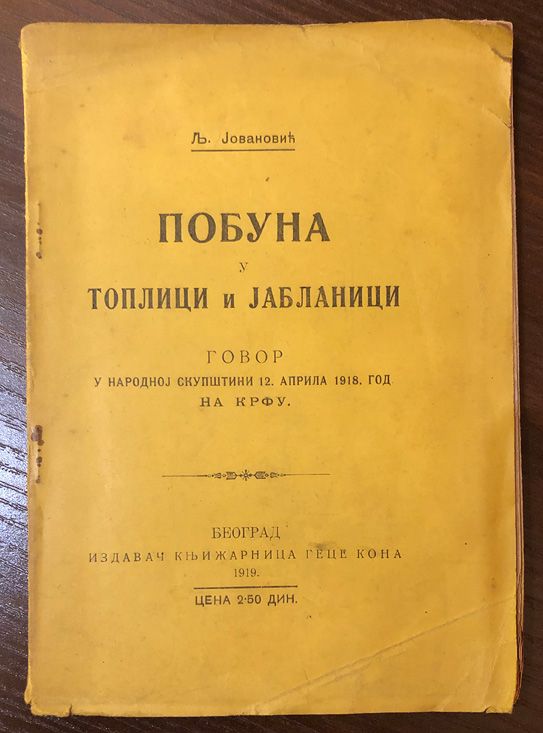 Љ. Јовановић
ПОБУНА
у
ТОПЛИЦИ и ЈАБЛАНИЦИ
ГОВОР
У НАРОДНОЈ СКУПШТИНИ 12. АПРИЛА 1918. ГОД.
НА КРФУ.
БЕОГРАД
ИЗДАВАЧ КЊИЖАРНИЦА ГЕЦЕ КОНА
1919.
ЦЕНА 2·50 ДИН.